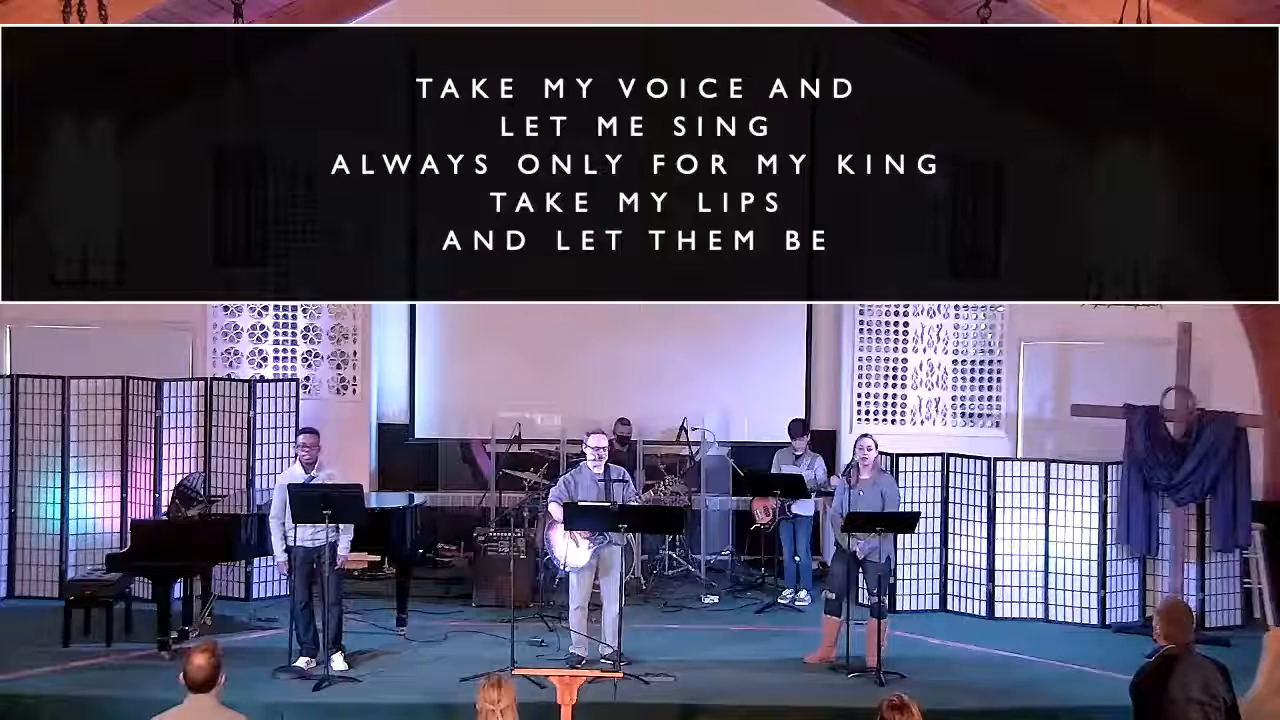 TAKE MY VOICE AND
LET ME SING
ALWAYS ONLY FOR MY KING
TAKE MY LIPS
AND LET THEM BE